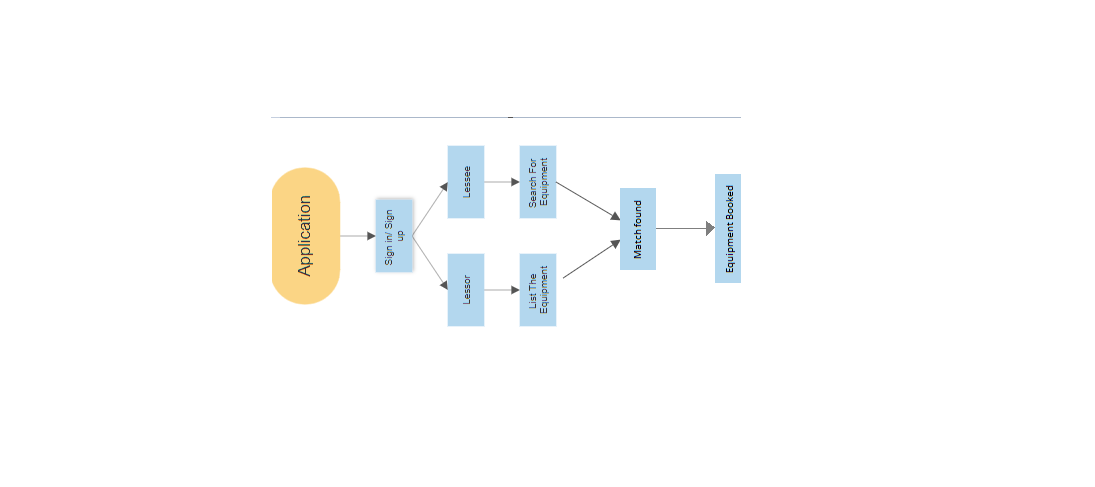 Application
Sign in/ Sign
up
Lessee
Search For
Equipment
Lessor
List The
Equipment
Match found
Equipment Booked